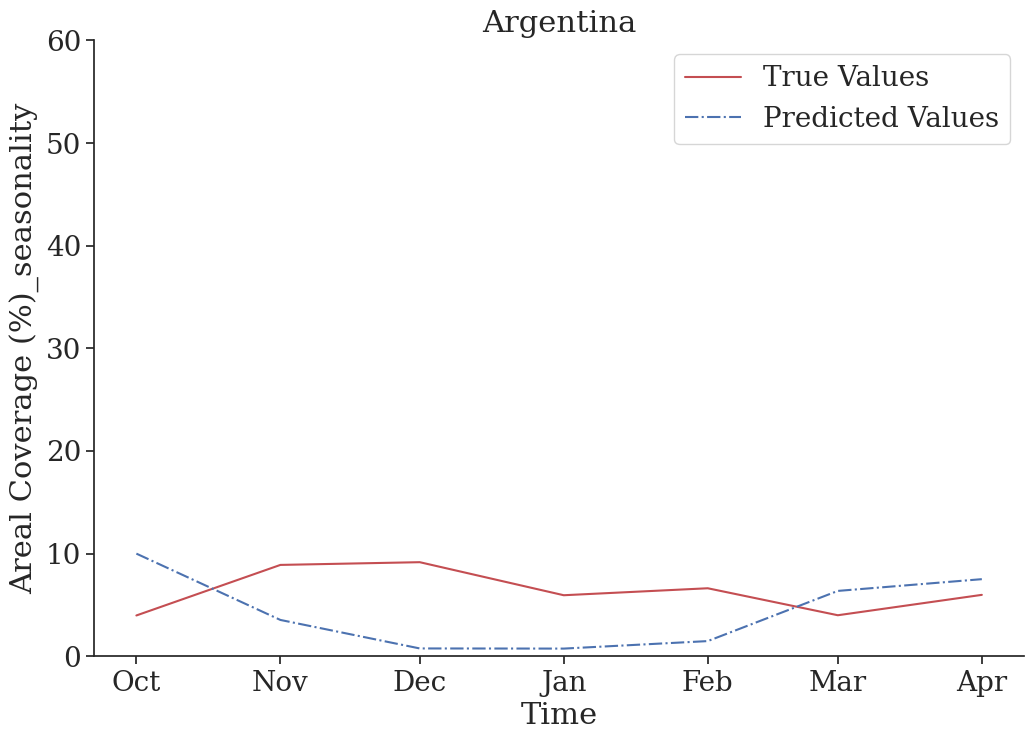 Argentina
True Values
Predicted Values
Areal Coverage (%)_seasonality
60
50
40
30
20
10
0
Oct Nov Dec Jan Feb Mar Apr
Time